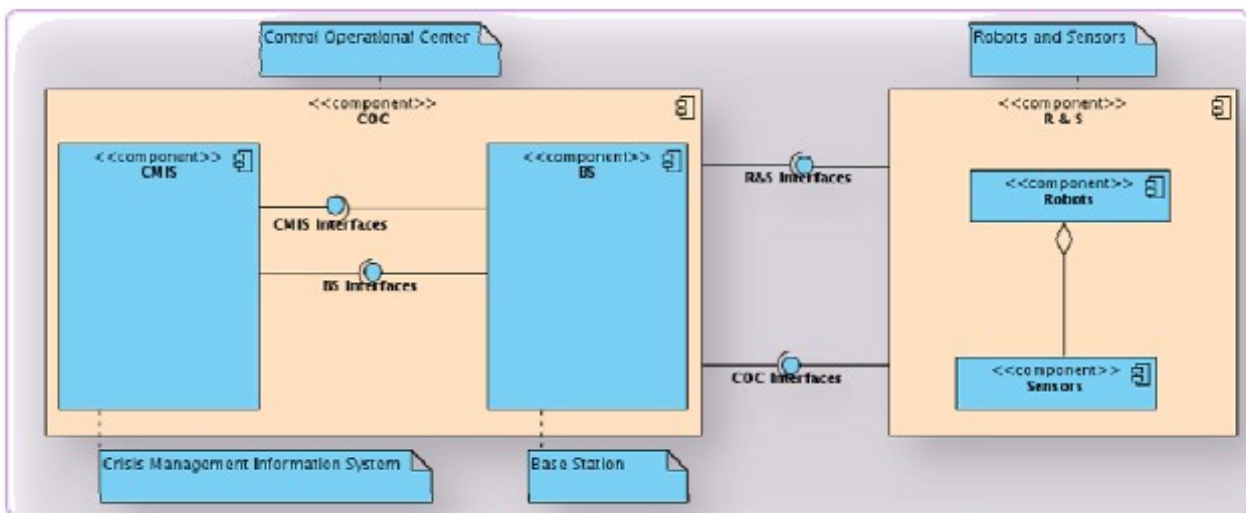 Control Operational Center
Robots and Sensors
<<component>>
COC
<<component>>
R & S
<<component>>
CMIS
<<component>>
BS
R&S Interfaces
<<component>>
Robots
CMIS Interfaces
BS Interfaces
COC Interfaces
<<component>>
Sensors
Crisis Management Information System
Base Station